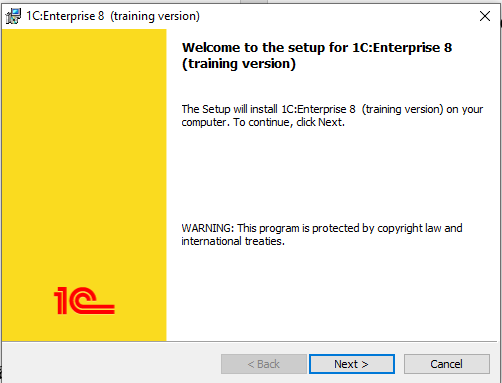 1C:Enterprise 8 (training version)
Welcome to the setup for 1C:Enterprise 8
(training version)
The Setup will install 1C:Enterprise 8 (training version) on your
computer. To continue, click Next.
WARNING: This program is protected by copyright law and
international treaties.
1C
< Back
Next >
Cancel